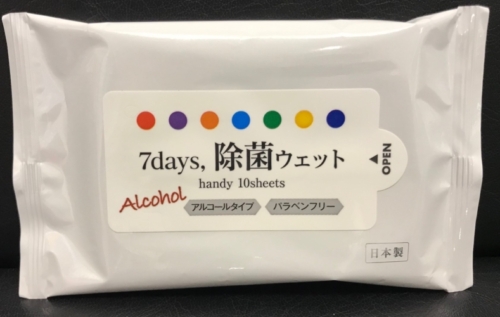 7days, 除菌ウェット
handy 10sheets
Alcohol
アルコールタイプ
パラベンフリー
OPEN
日本製